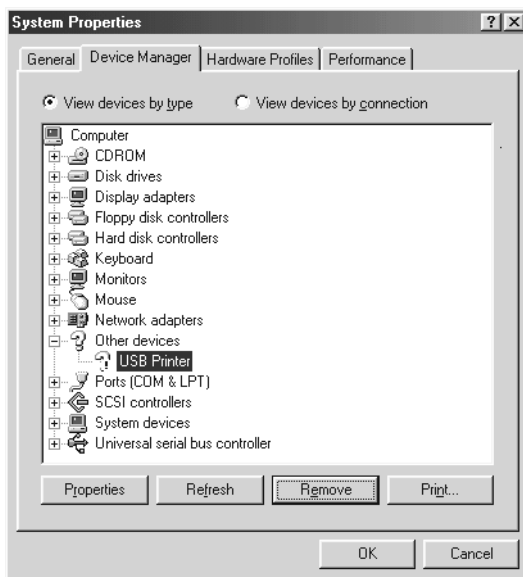 System Properties
General Device Manager Hardware Profiles Performance
View devices by type View devices by connection
Computer
CDROM
Disk drives
Display adapters
Floppy disk controllers
Hard disk controllers
Keyboard
Monitors
Mouse
Network adapters
Other devices
USB Printer
Ports (COM & LPT)
SCSI controllers
System devices
Universal serial bus controller
Properties Refresh Remove Print...
OK Cancel